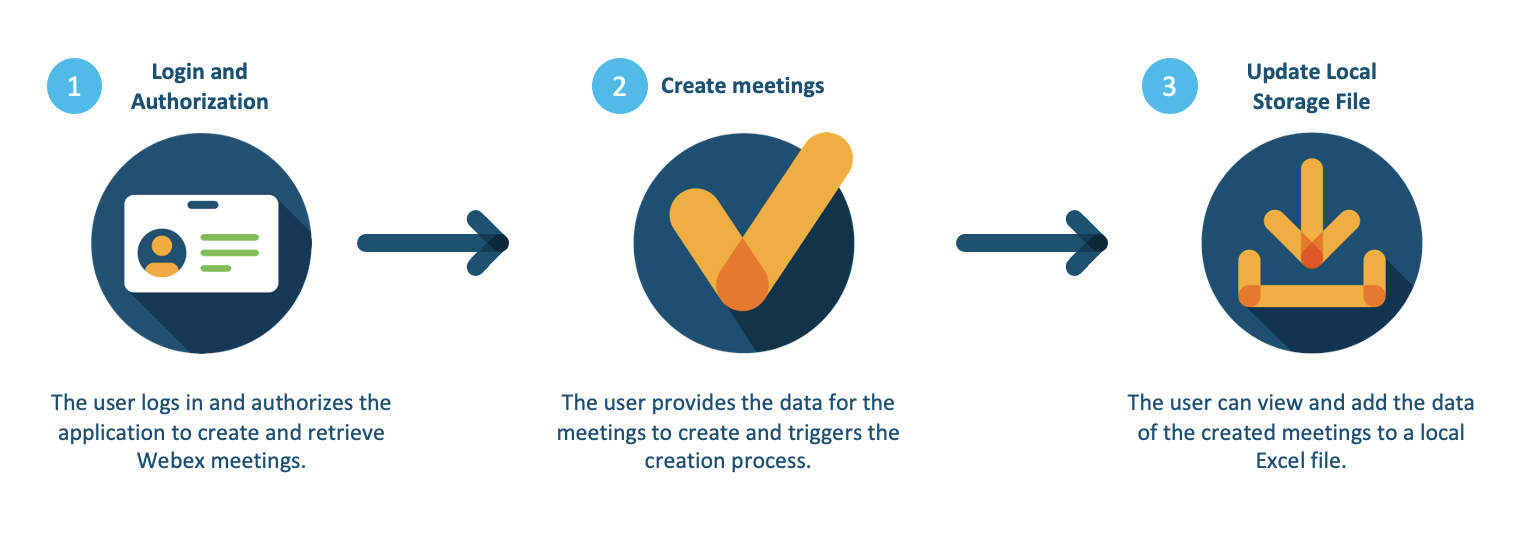 1
Login and
Authorization
The user logs in and authorizes the
application to create and retrieve
Webex meetings.
2
Create meetings
The user provides the data for the
meetings to create and triggers the
creation process.
3
Update Local
Storage File
The user can view and add the data
of the created meetings to a local
Excel file.